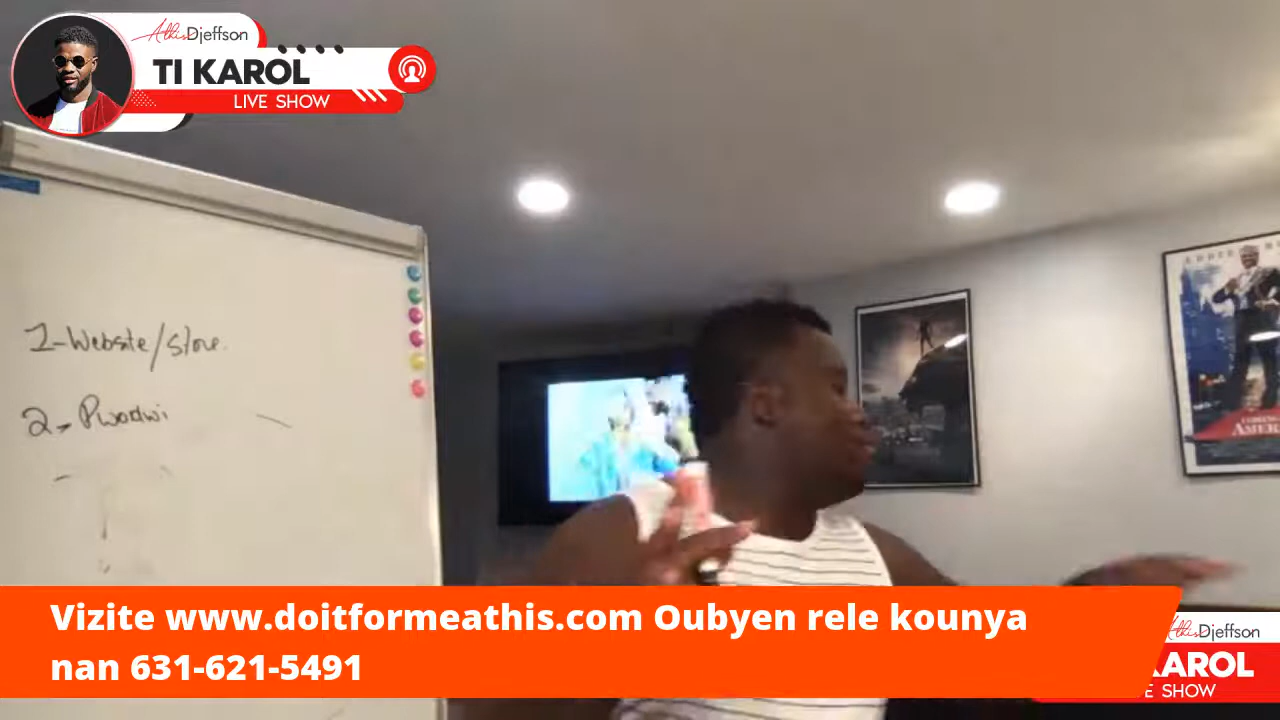 Athis Djeffson
TI KAROL
LIVE SHOW
1-Website/Store.
2, Pwodwi
AMER
Vizite www.doitformeathis.com Oubyen rele kounya
nan 631-621-5491
Djeffson
KAROL
E SHOW